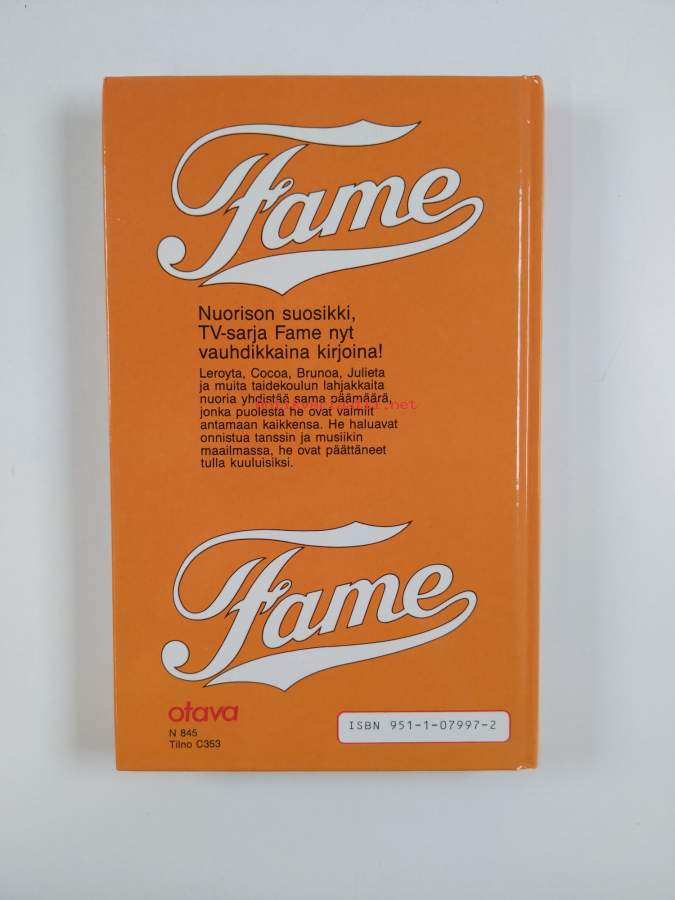 Fame
Nuorison suosikki,
TV-sarja Fame nyt
vauhdikkaina kirjoina!
Leroyta, Cocoa, Brunoa, Julieta
ja muita taidekoulun lahjakkaita
nuoria yhdistää sama päämäärä,
jonka puolesta he ovat valmiit
antamaan kaikkensa. He haluavat
onnistua tanssin ja musiikin
maailmassa, he ovat päättäneet
tulla kuuluisiksi.
Fame
otava
N 845
Tilno C353
ISBN 951-1-07997-2